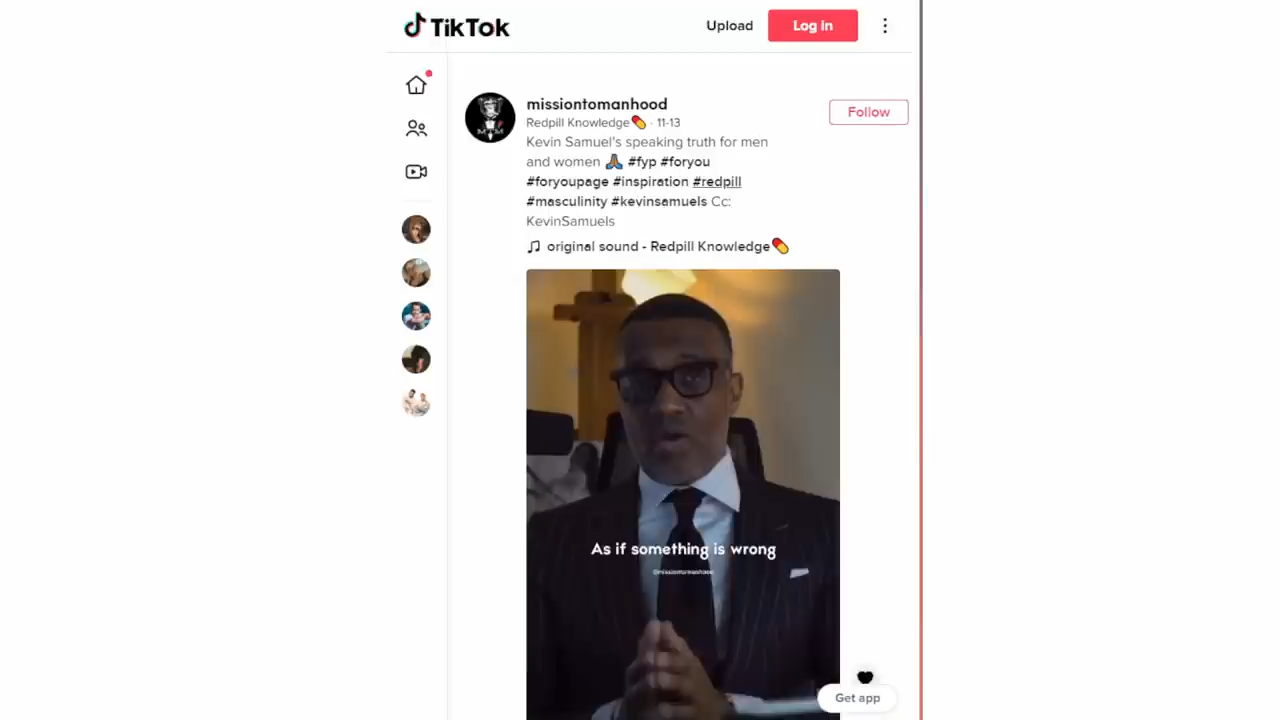 TikTok
Upload
Log in
missiontomanhood
Redpill Knowledge💊 · 11-13
Follow
Kevin Samuel's speaking truth for men
and women 🙏🏾 #fyp #foryou
#foryoupage #inspiration #redpill
#masculinity #kevinsamuels Cc:
KevinSamuels
original sound - Redpill Knowledge💊
As if something is wrong
@missiontomanhood
Get app